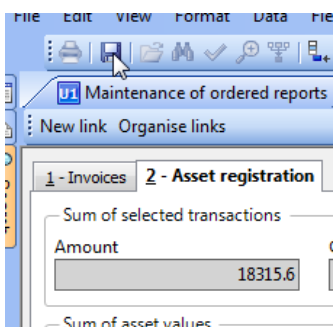 File Edit View Format Data
U1 Maintenance of ordered reports
New link Organise links
1 - Invoices 2 - Asset registration
Sum of selected transactions
Amount
18315.6
Sum of asset values